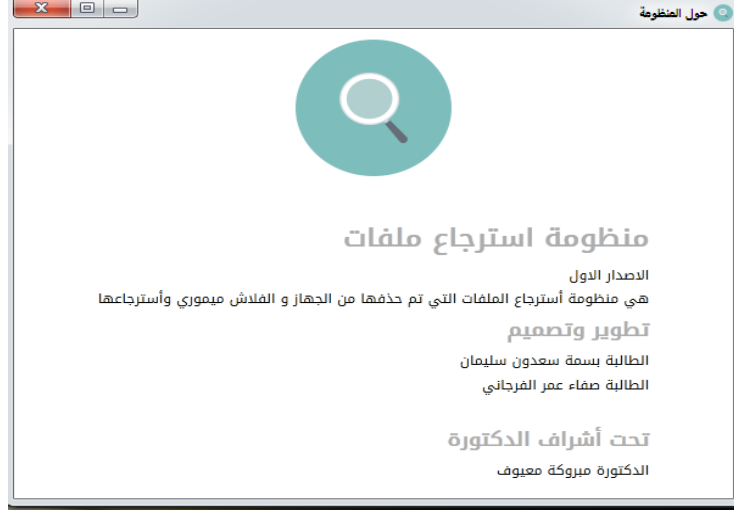 حول المنظومة
منظومة استرجاع ملفات
الاصدار الاول
هي منظومة أسترجاع الملفات التي تم حذفها من الجهاز و الفلاش ميموري وأسترجاعها
تطوير وتصميم
الطالبة بسمة سعدون سليمان
الطالبة صفاء عمر الفرجاني
تحت أشراف الدكتورة
الدكتورة مبروكة معيوف